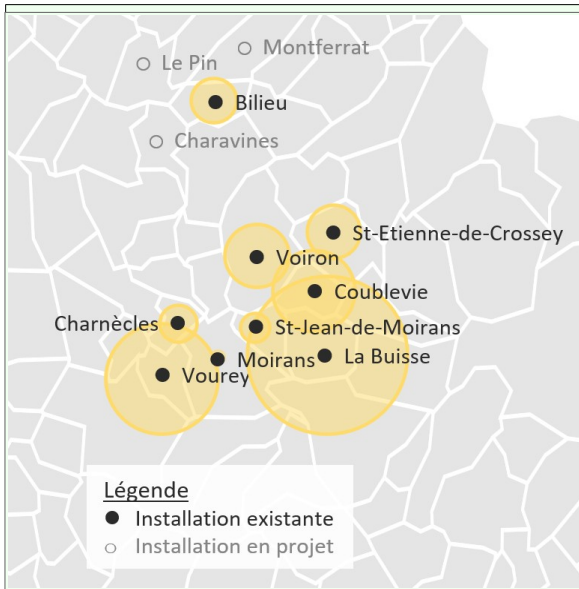 Montferrat
Le Pin
Bilieu
Charavines
St-Etienne-de-Crossey
Voiron
Coublevie
Charnècles
St-Jean-de-Moirans
La Buisse
Moirans
Vourey
Légende
Installation existante
Installation en projet